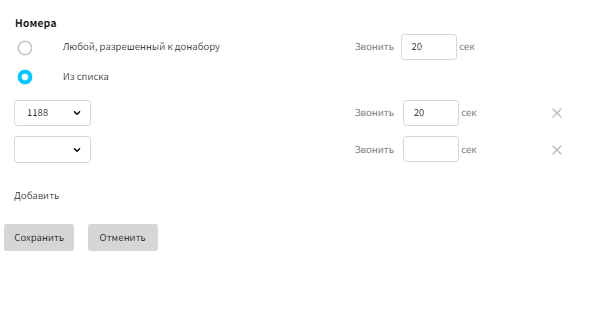 Номера
Любой, разрешенный к донабору Звонить 20 сек
Из списка
1188 Звонить 20 сек
Звонить сек
Добавить
Сохранить Отменить